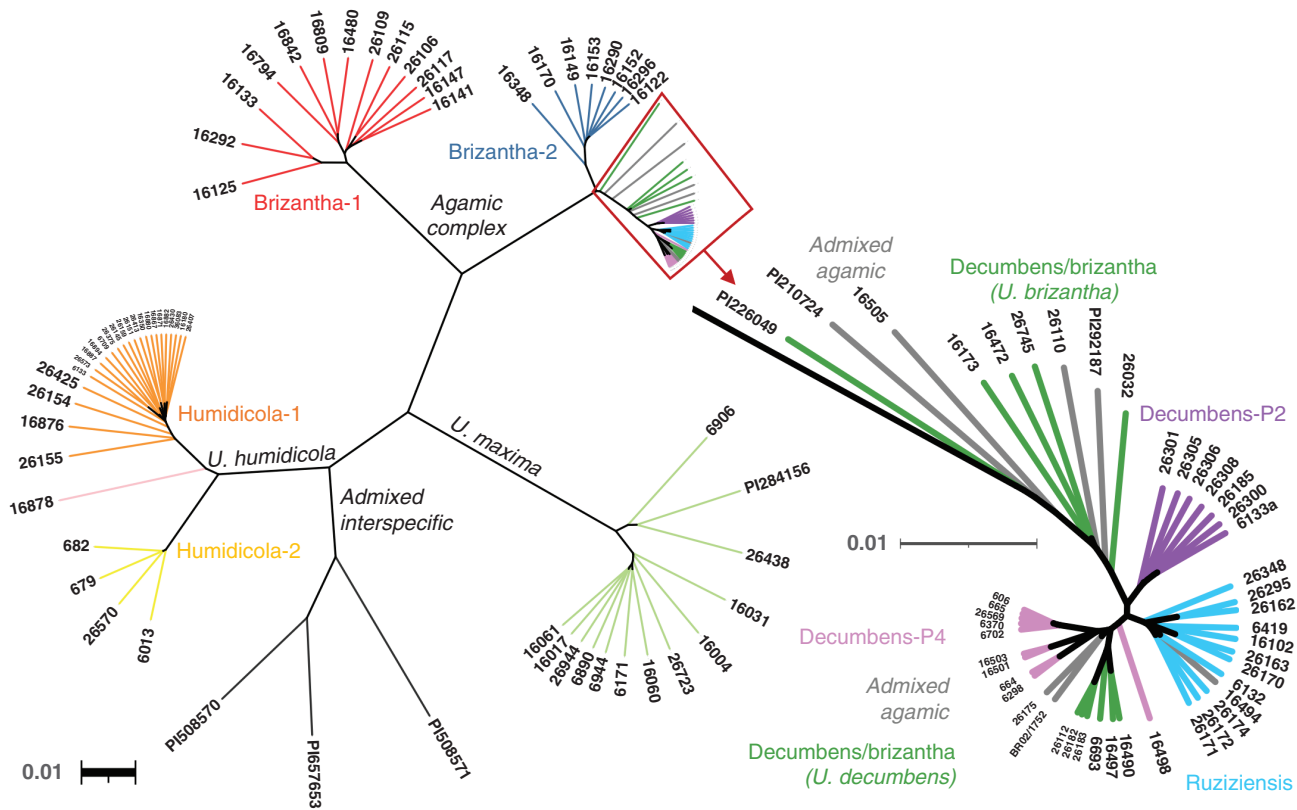 16842
16809
16480
26109
26115
26106
26117
16147
16141
16794
16133
16292
16125
Brizantha-1
16348
16170
16149
16153
16290
16152
16296
16122
Brizantha-2
Agamic
complex
PI226049
PI210724
Admixed
agamic
16505
Decumbens/brizantha
(U. brizantha)
16173
16472
26745
26110
PI292187
26032
Decumbens-P2
26301
26305
26306
26308
26185
26300
6133a
0.01
26425
26154
16876
26155
16878
Humidicola-1
U. humidicola
Humidicola-2
682
679
26570
6013
Admixed
interspecific
PI508570
PI657653
PI508571
U. maxima
6906
PI284156
26438
16031
16004
26723
16060
6171
6944
6890
26944
16017
16061
26348
26295
26162
6419
16102
26163
26170
6132
16494
26174
26172
26171
Ruziziensis
Decumbens-P4
606
665
26569
6370
6702
16503
16501
664
6298
Admixed
agamic
26175
BR02/1752
Decumbens/brizantha
(U. decumbens)
26112
26182
26183
6693
16497
16490
16498
0.01